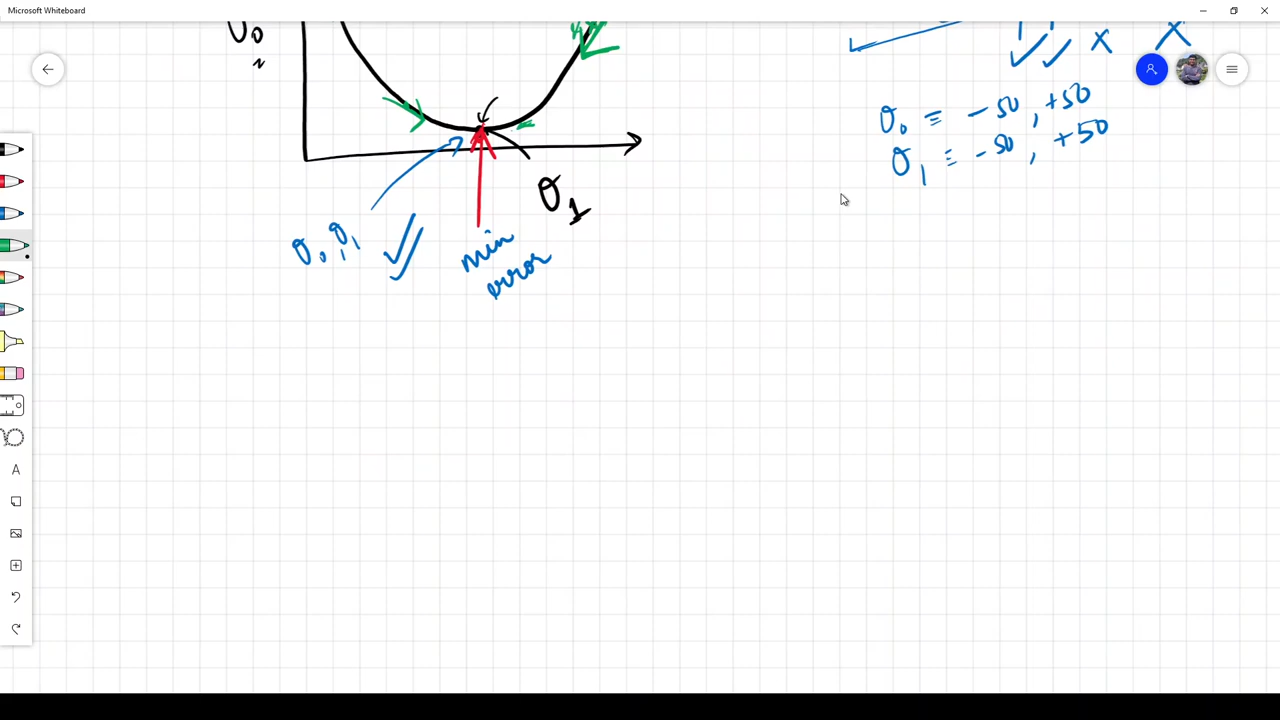 Microsoft Whiteboard
θ₀
x x
θ₀ ≡ -50, +50
θ₁ ≡ -50, +50
θ₁
θ₀, θ₁
min
error
A